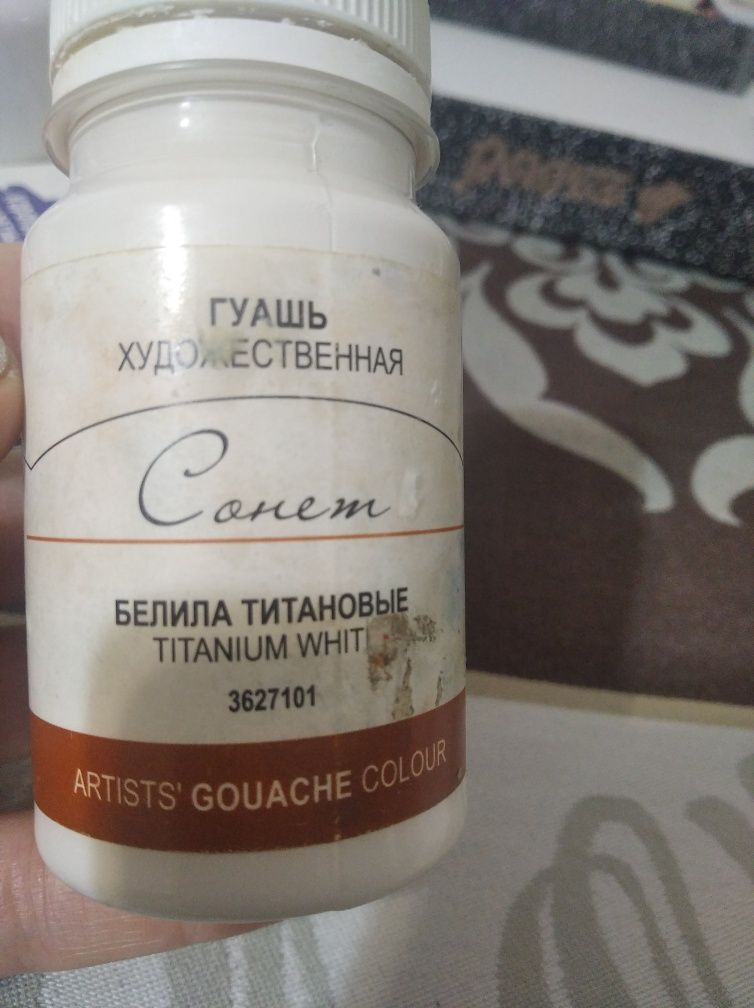 ГУАШЬ
ХУДОЖЕСТВЕННАЯ
Сонет
БЕЛИЛА ТИТАНОВЫЕ
TITANIUM WHIT
3627101
ARTISTS' GOUACHE COLOUR